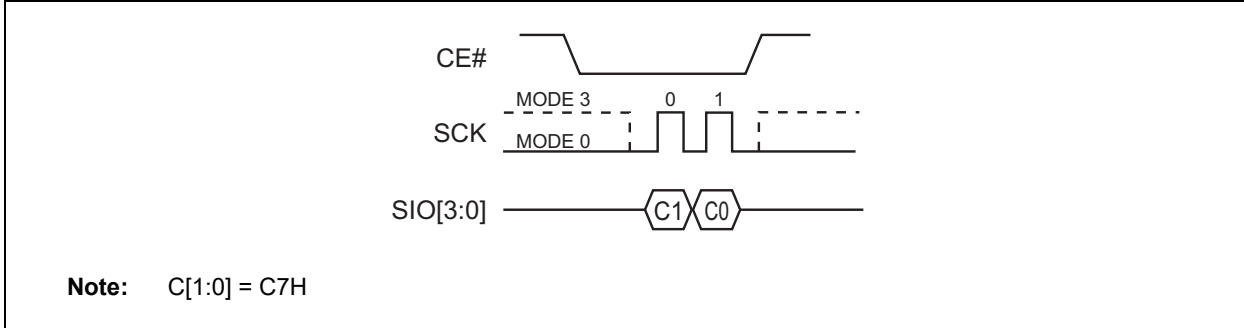 CE#
MODE 3 0 1
SCK
MODE 0
SIO[3:0] C1 C0
Note: C[1:0] = C7H